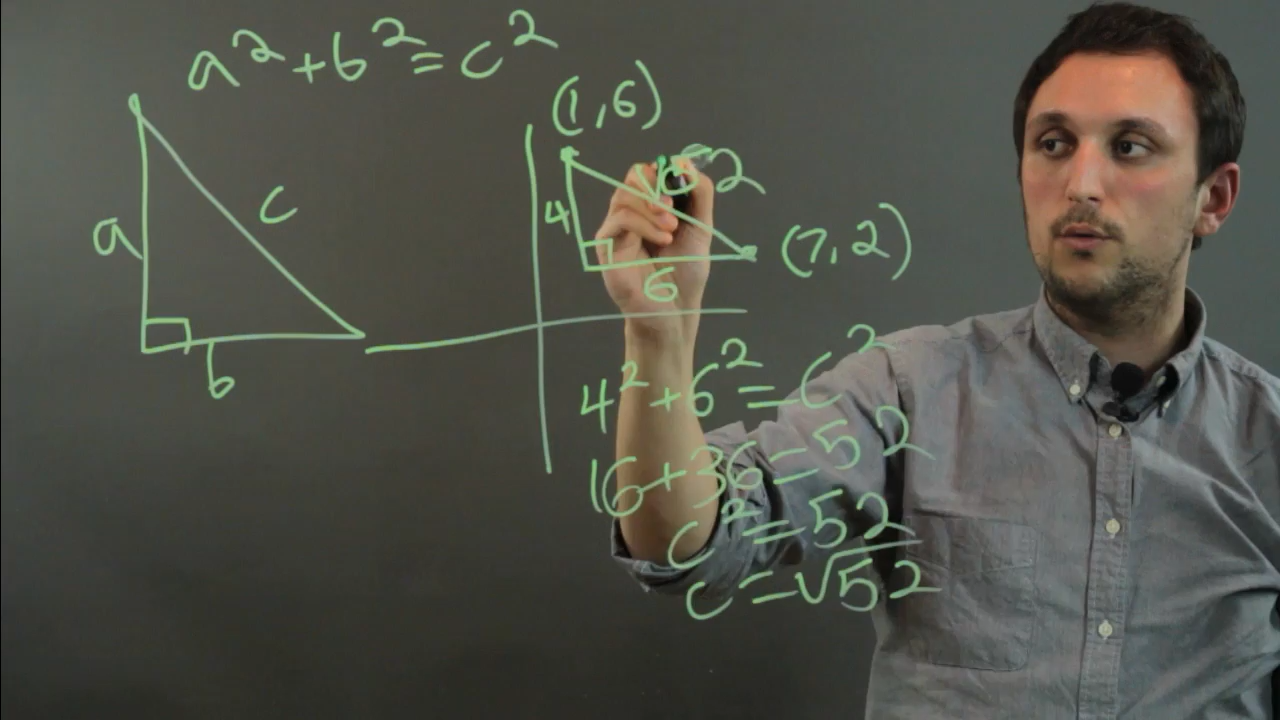 a² + b² = c²
a
c
b
(1,6)
√52
4
(7,2)
6
4² + 6² = c²
16 + 36 = 52
c² = 52
c = √52